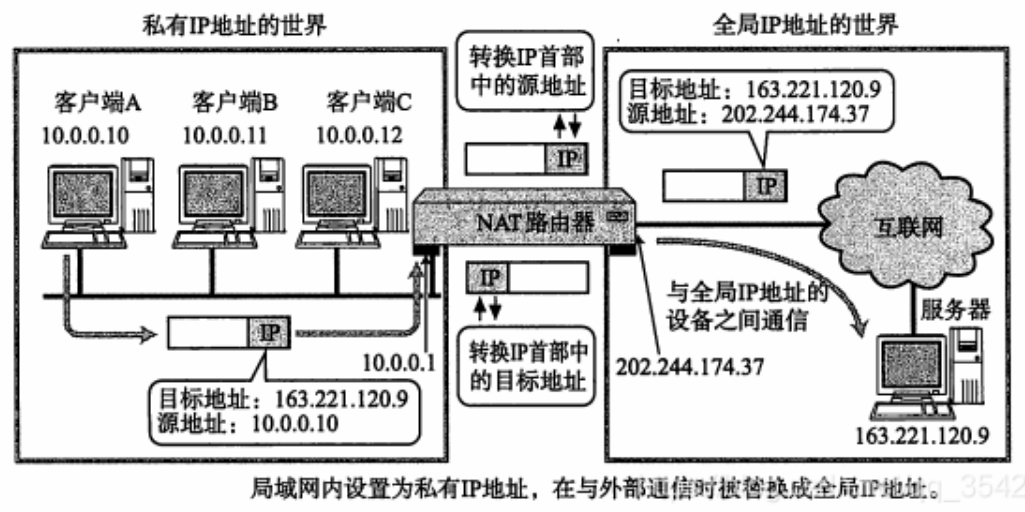 私有IP地址的世界
全局IP地址的世界
转换IP首部
中的源地址
目标地址：163.221.120.9
源地址：202.244.174.37
客户端A
客户端B
客户端C
10.0.0.10
10.0.0.11
10.0.0.12
IP
IP
NAT路由器
互联网
IP
与全局IP地址的
设备之间通信
服务器
IP
10.0.0.1
转换IP首部中
的目标地址
202.244.174.37
目标地址：163.221.120.9
源地址：10.0.0.10
163.221.120.9
局域网内设置为私有IP地址，在与外部通信时被替换成全局IP地址。